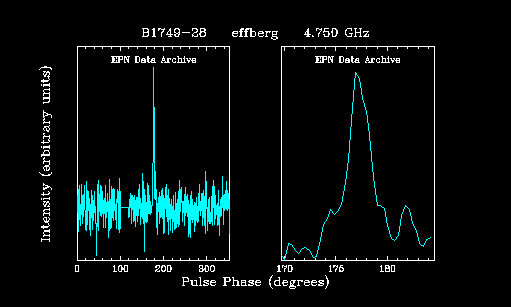 B1749-28 effberg 4.750 GHz
EPN Data Archive EPN Data Archive
Intensity (arbitrary units)
0 100 200 300 170 175 180
Pulse Phase (degrees)